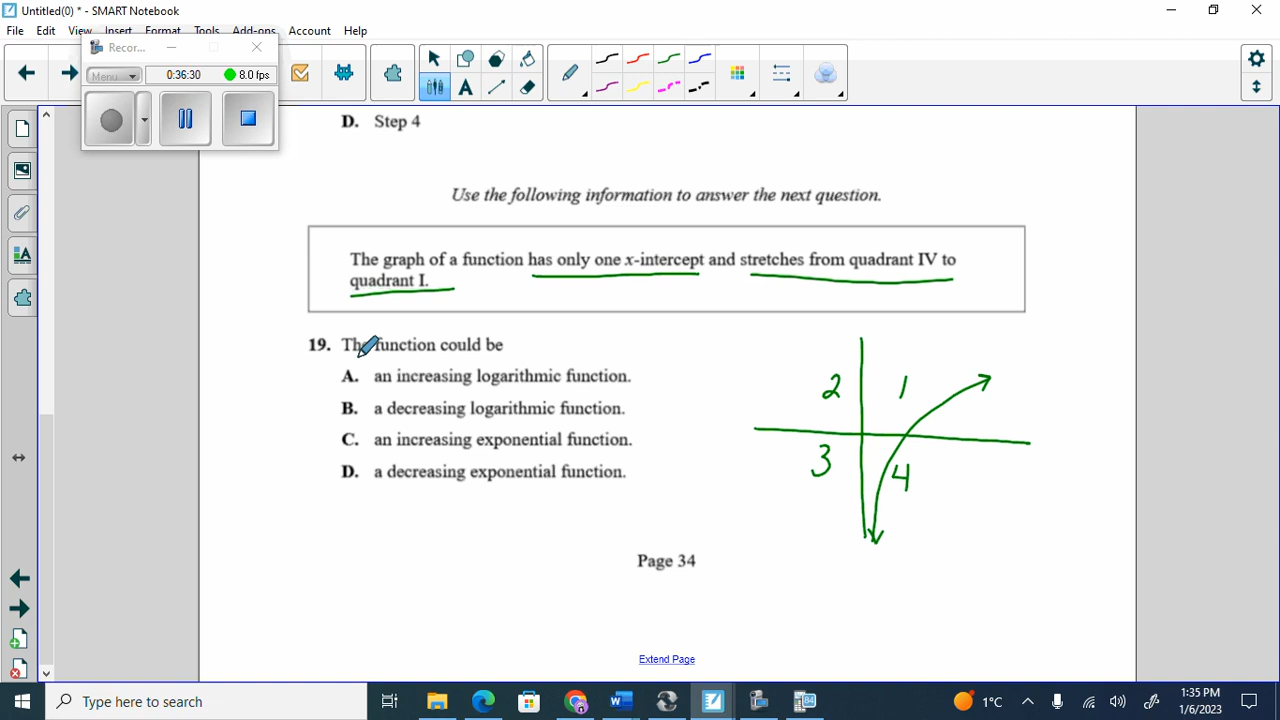 Untitled(0) * - SMART Notebook
File Edit View Insert Format Tools Add-ons Account Help
Recor...
Menu 0:36:30 8.0 fps
D. Step 4
Use the following information to answer the next question.
The graph of a function has only one x-intercept and stretches from quadrant IV to
quadrant I.
19. The function could be
A. an increasing logarithmic function.
B. a decreasing logarithmic function.
C. an increasing exponential function.
D. a decreasing exponential function.
2 1
3 4
Page 34
Extend Page
Type here to search
1°C
1:35 PM
1/6/2023